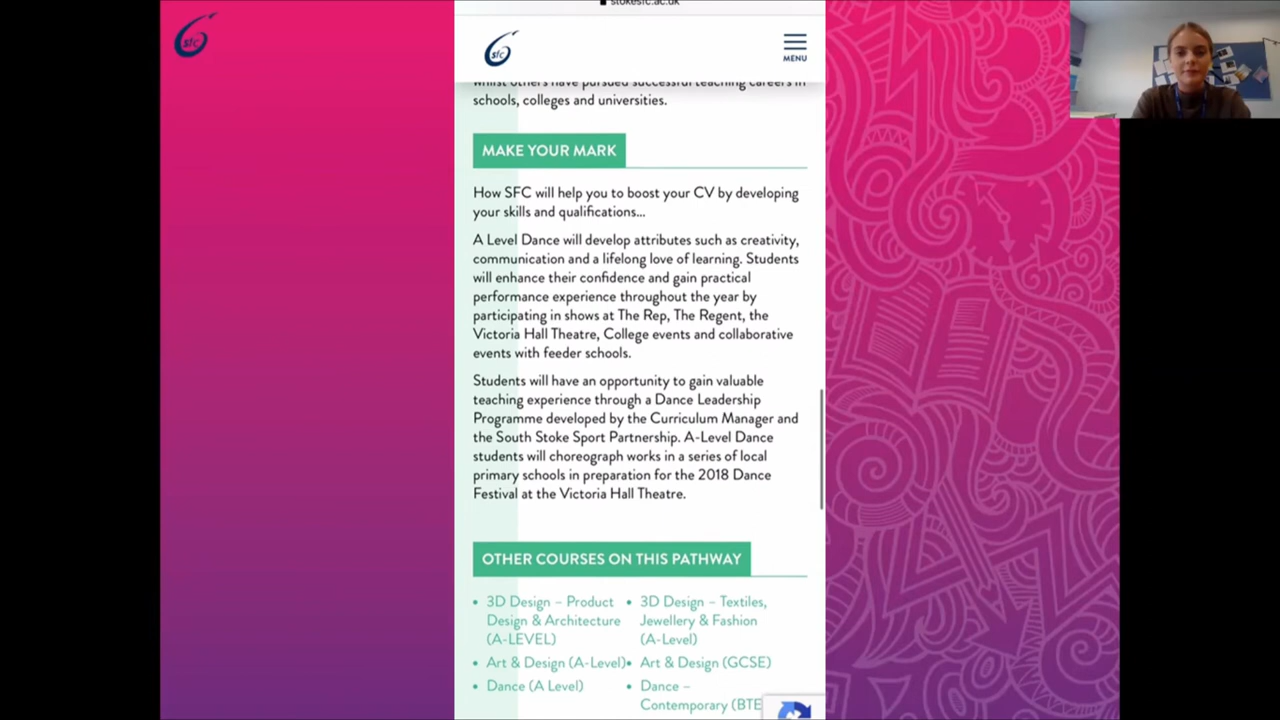 sfc
stokesfc.ac.uk
sfc
MENU
whilst others have pursued successful teaching careers in
schools, colleges and universities.
MAKE YOUR MARK
How SFC will help you to boost your CV by developing
your skills and qualifications...
A Level Dance will develop attributes such as creativity,
communication and a lifelong love of learning. Students
will enhance their confidence and gain practical
performance experience throughout the year by
participating in shows at The Rep, The Regent, the
Victoria Hall Theatre, College events and collaborative
events with feeder schools.
Students will have an opportunity to gain valuable
teaching experience through a Dance Leadership
Programme developed by the Curriculum Manager and
the South Stoke Sport Partnership. A-Level Dance
students will choreograph works in a series of local
primary schools in preparation for the 2018 Dance
Festival at the Victoria Hall Theatre.
OTHER COURSES ON THIS PATHWAY
• 3D Design – Product
Design & Architecture
(A-LEVEL)
• 3D Design – Textiles,
Jewellery & Fashion
(A-Level)
• Art & Design (A-Level)
• Art & Design (GCSE)
• Dance (A Level)
• Dance –
Contemporary (BTE